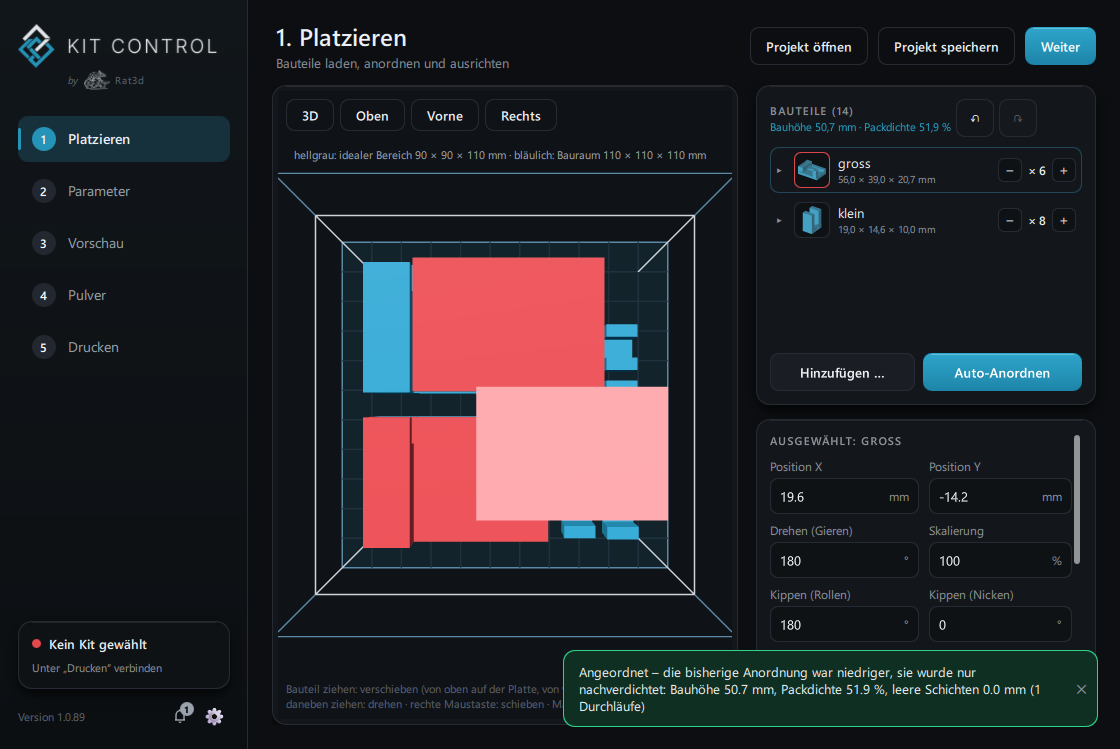 KIT CONTROL
by Rat3d
1 Platzieren
2 Parameter
3 Vorschau
4 Pulver
5 Drucken
Kein Kit gewählt
Unter „Drucken" verbinden
Version 1.0.89
1
1. Platzieren
Bauteile laden, anordnen und ausrichten
Projekt öffnen
Projekt speichern
Weiter
3D
Oben
Vorne
Rechts
hellgrau: idealer Bereich 90 × 90 × 110 mm · bläulich: Bauraum 110 × 110 × 110 mm
Bauteil ziehen: verschieben (von oben auf der Platte, von
daneben ziehen: drehen · rechte Maustaste: schieben · M
BAUTEILE (14)
Bauhöhe 50,7 mm · Packdichte 51,9 %
gross
56,0 × 39,0 × 20,7 mm
− × 6 +
klein
19,0 × 14,6 × 10,0 mm
− × 8 +
Hinzufügen ...
Auto-Anordnen
AUSGEWÄHLT: GROSS
Position X
Position Y
19.6 mm
-14.2 mm
Drehen (Gieren)
Skalierung
180 °
100 %
Kippen (Rollen)
Kippen (Nicken)
180 °
0 °
Angeordnet – die bisherige Anordnung war niedriger, sie wurde nur
nachverdichtet: Bauhöhe 50.7 mm, Packdichte 51.9 %, leere Schichten 0.0 mm (1
Durchläufe)